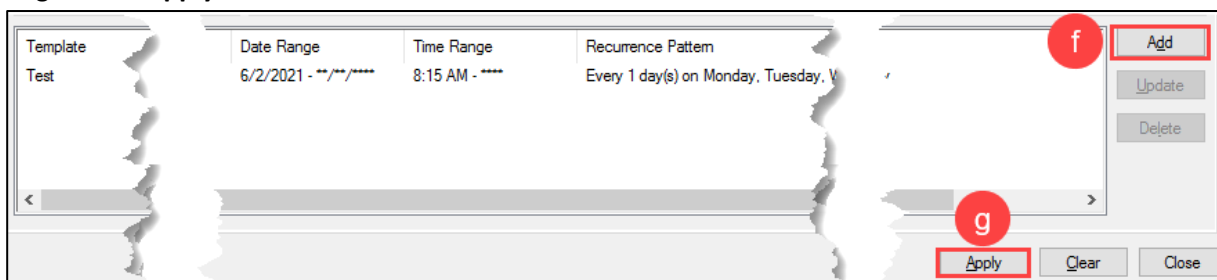 Template Date Range Time Range Recurrence Pattern f Add
Test 6/2/2021 - **/**/**** 8:15 AM - **** Every 1 day(s) on Monday, Tuesday,
Update
Delete
g
Apply Clear Close